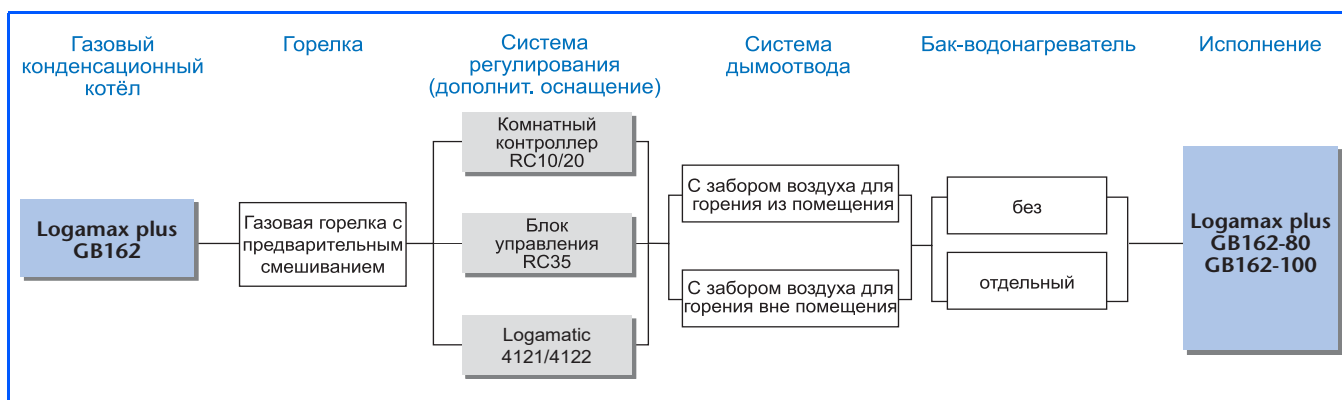 Газовый
конденсационный
котёл
Горелка
Система
регулирования
(дополнит. оснащение)
Система
дымоотвода
Бак-водонагреватель
Исполнение
Logamax plus
GB162
Газовая горелка с
предварительным
смешиванием
Комнатный
контроллер
RC10/20
Блок
управления
RC35
Logamatic
4121/4122
С забором воздуха для
горения из помещения
С забором воздуха для
горения вне помещения
без
отдельный
Logamax plus
GB162-80
GB162-100